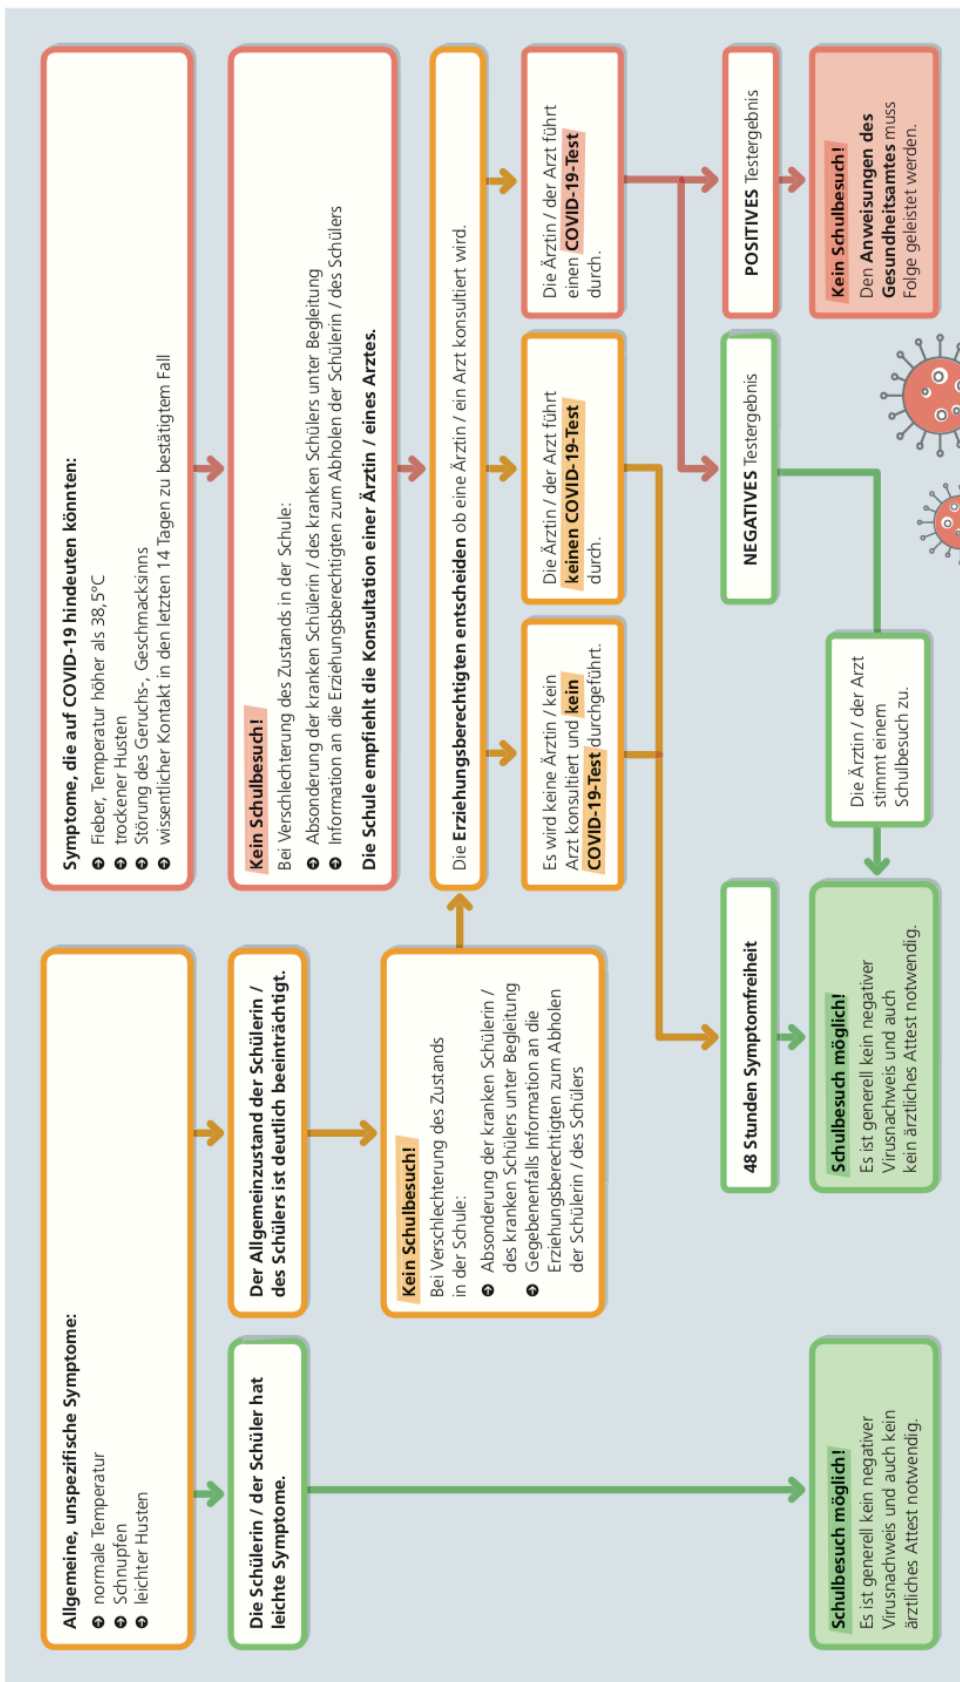 Allgemeine, unspezifische Symptome:
normale Temperatur
Schnupfen
leichter Husten
Symptome, die auf COVID-19 hindeuten könnten:
Fieber, Temperatur höher als 38,5°C
trockener Husten
Störung des Geruchs-, Geschmacksinns
wissentlicher Kontakt in den letzten 14 Tagen zu bestätigtem Fall
Die Schülerin / der Schüler hat
leichte Symptome.
Der Allgemeinzustand der Schülerin /
des Schülers ist deutlich beeinträchtigt.
Kein Schulbesuch!
Bei Verschlechterung des Zustands in der Schule:
Absonderung der kranken Schülerin / des kranken Schülers unter Begleitung
Information an die Erziehungsberechtigten zum Abholen der Schülerin / des Schülers
Die Schule empfiehlt die Konsultation einer Ärztin / eines Arztes.
Kein Schulbesuch!
Bei Verschlechterung des Zustands
in der Schule:
Absonderung der kranken Schülerin /
des kranken Schülers unter Begleitung
Gegebenenfalls Information an die
Erziehungsberechtigten zum Abholen
der Schülerin / des Schülers
Die Erziehungsberechtigten entscheiden ob eine Ärztin / ein Arzt konsultiert wird.
Es wird keine Ärztin / kein
Arzt konsultiert und kein
COVID-19-Test durchgeführt.
Die Ärztin / der Arzt führt
keinen COVID-19-Test
durch.
Die Ärztin / der Arzt führt
einen COVID-19-Test
durch.
48 Stunden Symptomfreiheit
NEGATIVES Testergebnis
POSITIVES Testergebnis
Die Ärztin / der Arzt
stimmt einem
Schulbesuch zu.
Schulbesuch möglich!
Es ist generell kein negativer
Virusnachweis und auch kein
ärztliches Attest notwendig.
Schulbesuch möglich!
Es ist generell kein negativer
Virusnachweis und auch
kein ärztliches Attest notwendig.
Kein Schulbesuch!
Den Anweisungen des
Gesundheitsamtes muss
Folge geleistet werden.